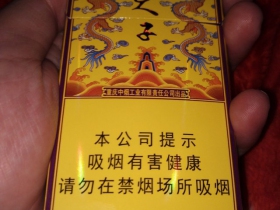 天子
重庆中烟工业有限责任公司出品
本公司提示
吸烟有害健康
请勿在禁烟场所吸烟